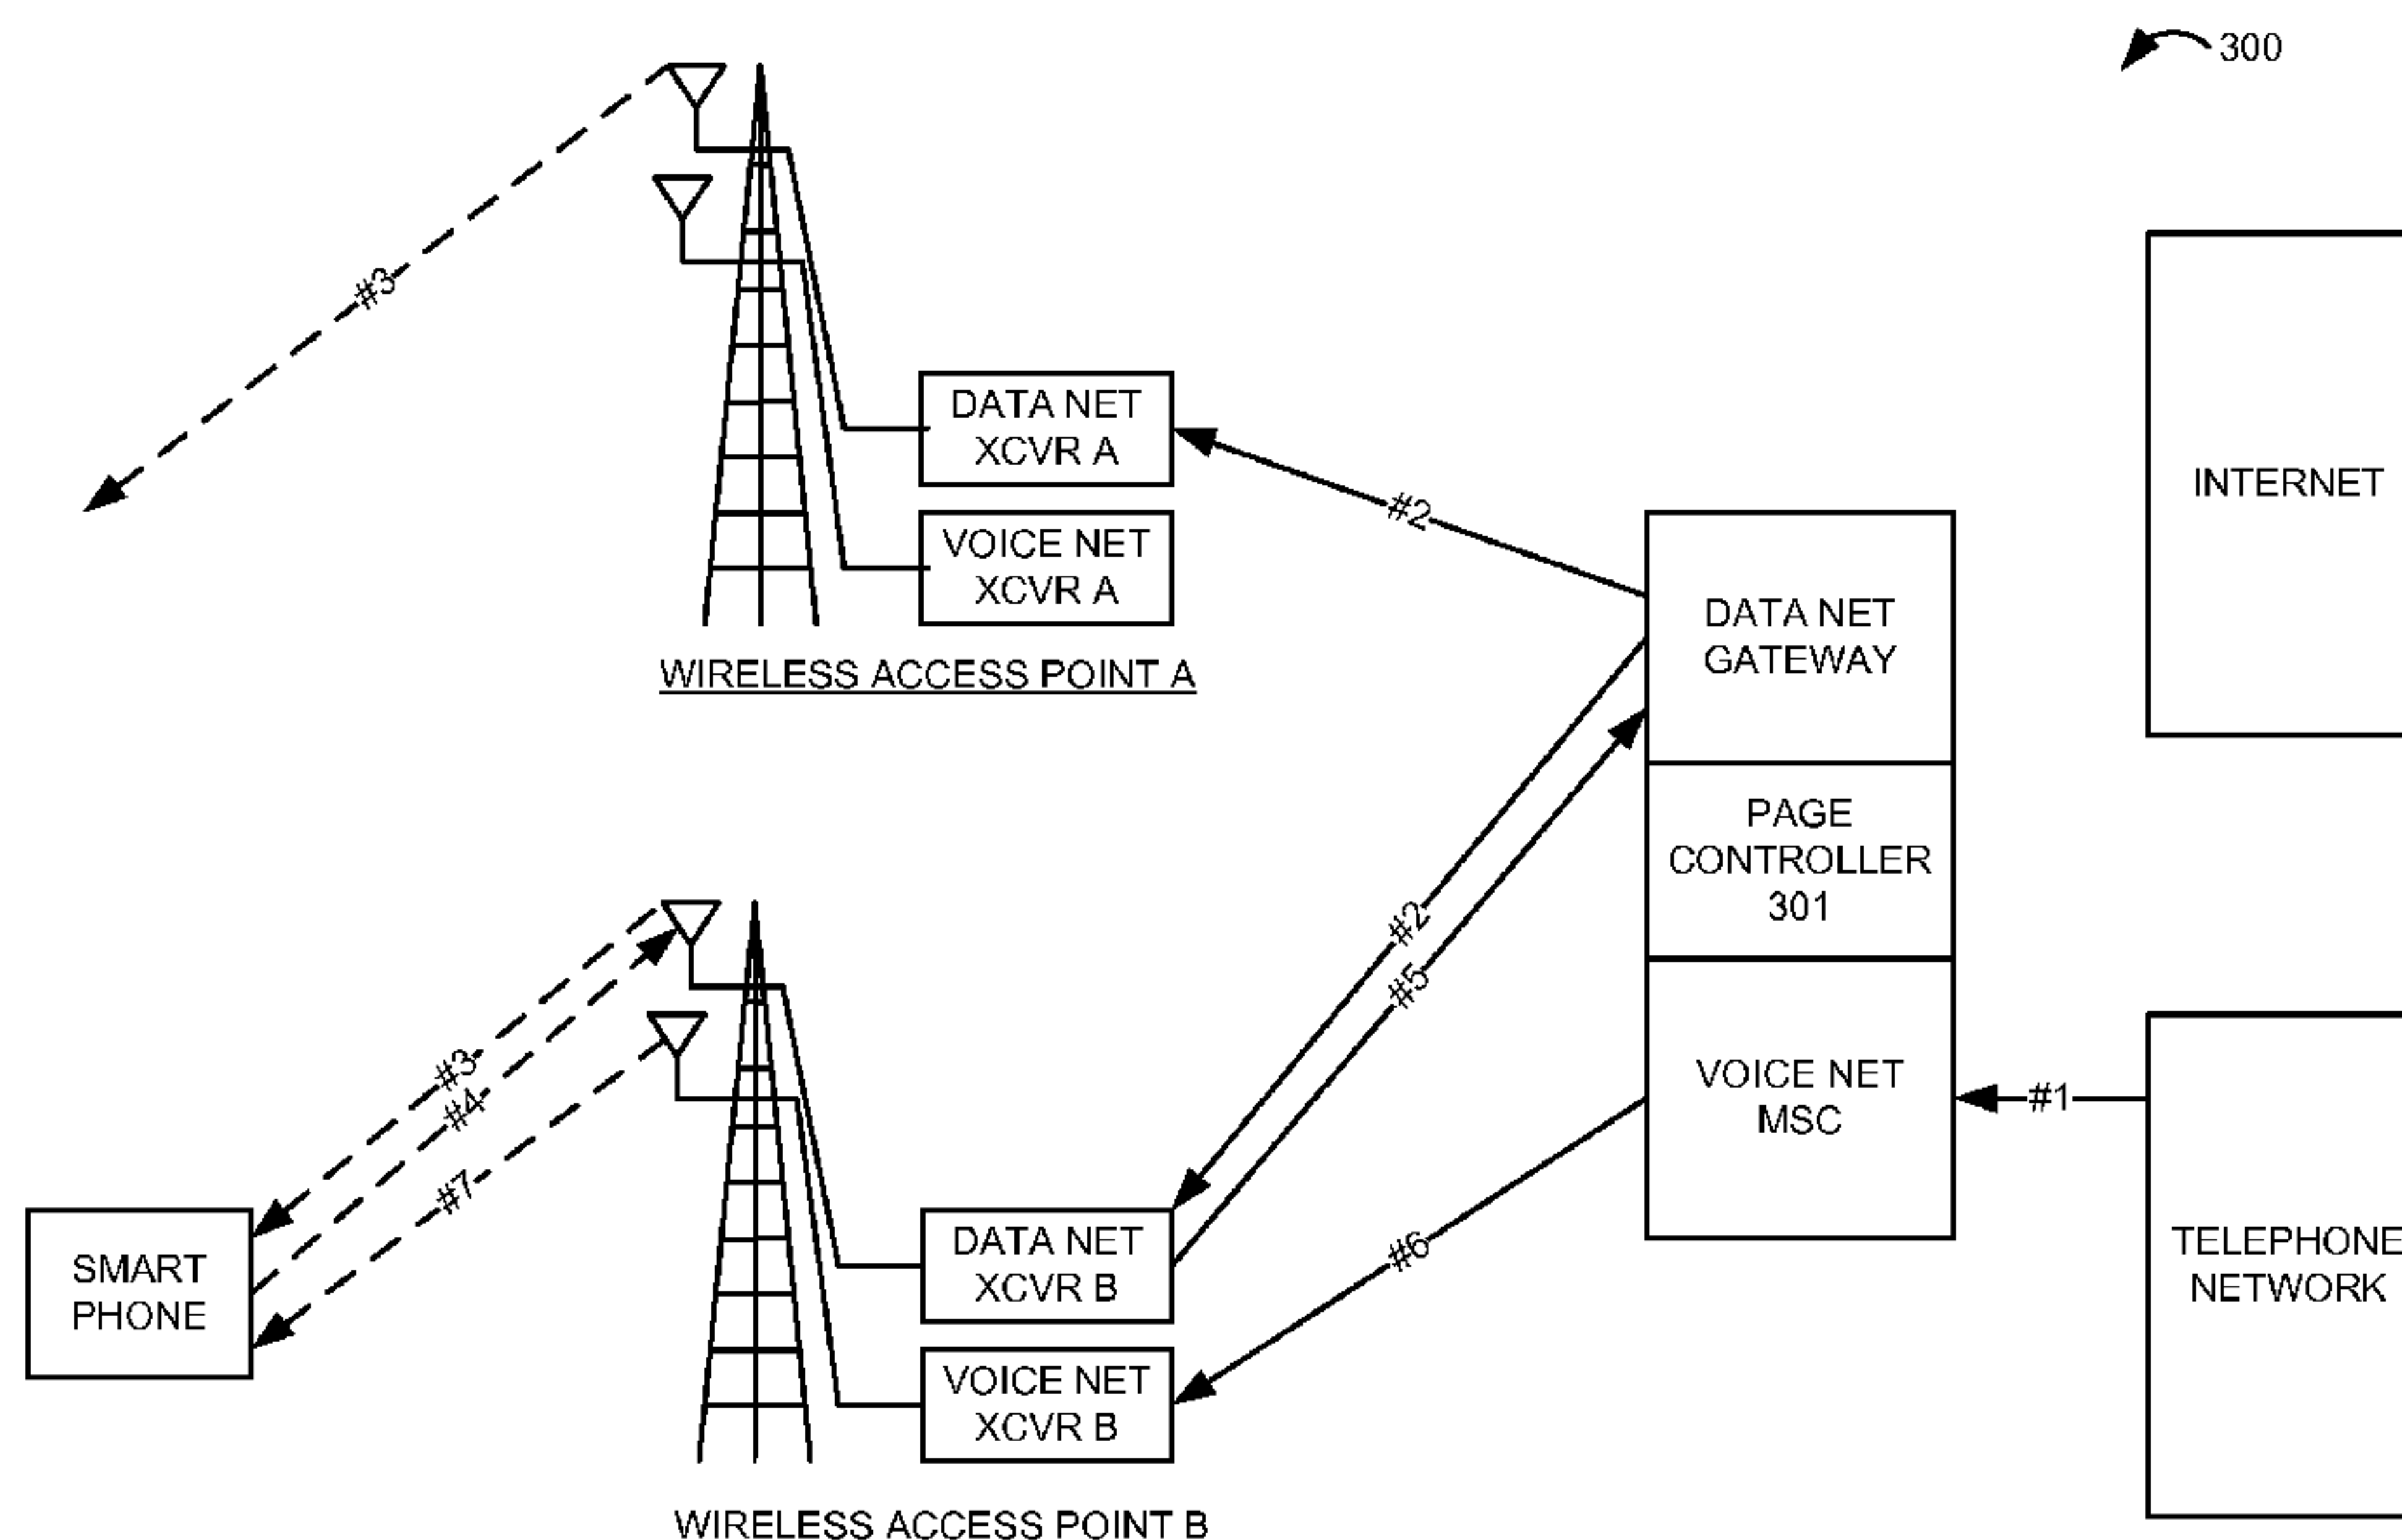 300
#3
DATA NET
XCVR A
VOICE NET
XCVR A
WIRELESS ACCESS POINT A
#2
INTERNET
DATA NET
GATEWAY
PAGE
CONTROLLER
301
VOICE NET
MSC
#1
TELEPHONE
NETWORK
#2
#5
#6
#3
#4
#7
SMART
PHONE
DATA NET
XCVR B
VOICE NET
XCVR B
WIRELESS ACCESS POINT B